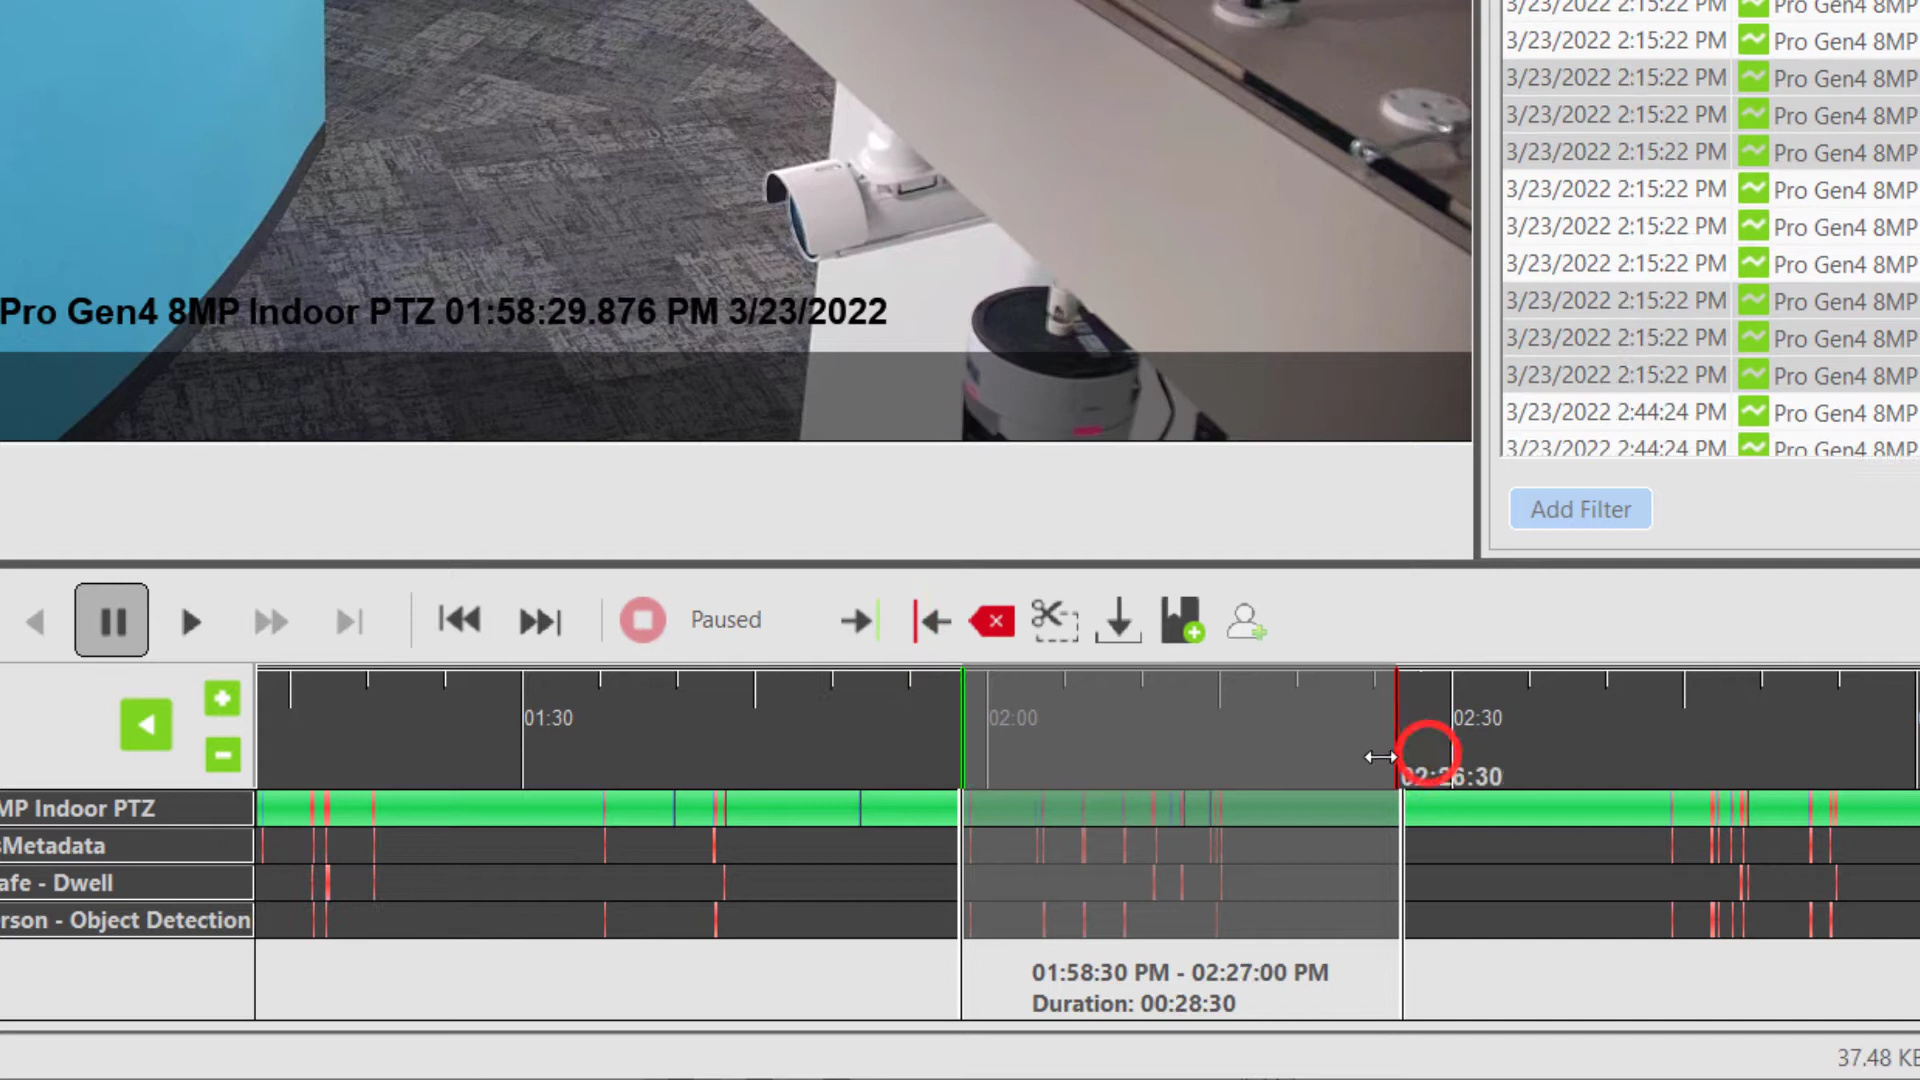 3/23/2022 2:15:22 PM Pro Gen4 8MP
3/23/2022 2:15:22 PM Pro Gen4 8MP
3/23/2022 2:15:22 PM Pro Gen4 8MP
3/23/2022 2:15:22 PM Pro Gen4 8MP
3/23/2022 2:15:22 PM Pro Gen4 8MP
3/23/2022 2:15:22 PM Pro Gen4 8MP
3/23/2022 2:15:22 PM Pro Gen4 8MP
3/23/2022 2:15:22 PM Pro Gen4 8MP
3/23/2022 2:15:22 PM Pro Gen4 8MP
3/23/2022 2:15:22 PM Pro Gen4 8MP
3/23/2022 2:15:22 PM Pro Gen4 8MP
3/23/2022 2:44:24 PM Pro Gen4 8MP
3/23/2022 2:44:24 PM Pro Gen4 8MP
Pro Gen4 8MP Indoor PTZ 01:58:29.876 PM 3/23/2022
Add Filter
Paused
01:30
02:00
02:30
02:26:30
MP Indoor PTZ
Metadata
afe - Dwell
rson - Object Detection
01:58:30 PM - 02:27:00 PM
Duration: 00:28:30
37.48 KB